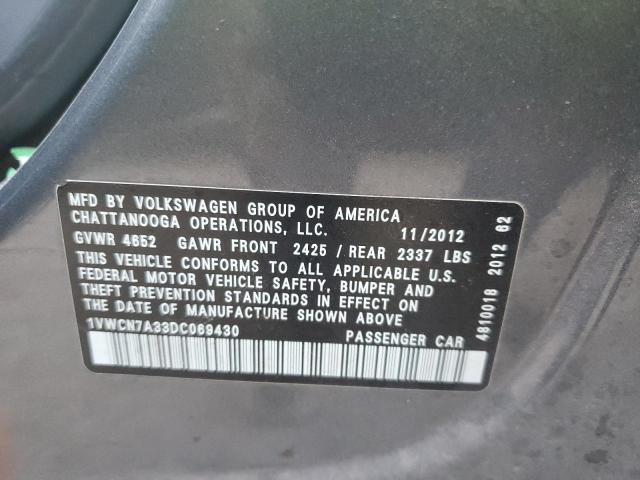 MFD BY VOLKSWAGEN GROUP OF AMERICA
CHATTANOOGA OPERATIONS, LLC. 11/2012
GVWR 4652 GAWR FRONT 2425 / REAR 2337 LBS
THIS VEHICLE CONFORMS TO ALL APPLICABLE U.S.
FEDERAL MOTOR VEHICLE SAFETY, BUMPER AND
THEFT PREVENTION STANDARDS IN EFFECT ON
THE DATE OF MANUFACTURE SHOWN ABOVE
1VWCN7A33DC069430 PASSENGER CAR
4810018 2012 62